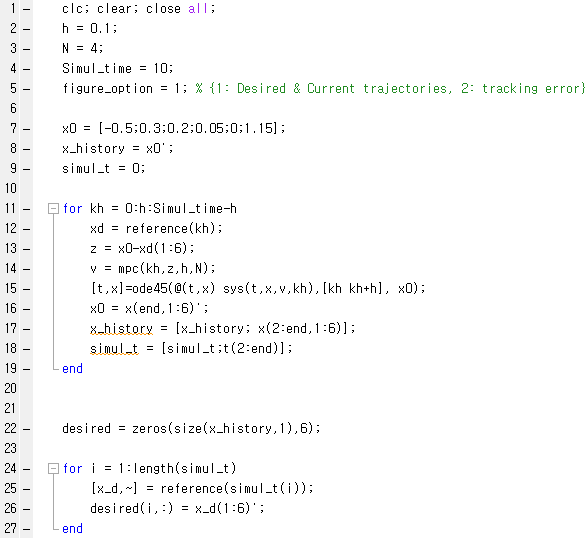 1 - clc; clear; close all;
2 - h = 0.1;
3 - N = 4;
4 - Simul_time = 10;
5 - figure_option = 1; % {1: Desired & Current trajectories, 2: tracking error}
6
7 - x0 = [-0.5;0.3;0.2;0.05;0;1.15];
8 - x_history = x0';
9 - simul_t = 0;
10
11 - for kh = 0:h:Simul_time-h
12 - xd = reference(kh);
13 - z = x0-xd(1:6);
14 - v = mpc(kh,z,h,N);
15 - [t,x]=ode45(@(t,x) sys(t,x,v,kh),[kh kh+h], x0);
16 - x0 = x(end,1:6)';
17 - x_history = [x_history; x(2:end,1:6)];
18 - simul_t = [simul_t;t(2:end)];
19 - end
20
21
22 - desired = zeros(size(x_history,1),6);
23
24 - for i = 1:length(simul_t)
25 - [x_d,~] = reference(simul_t(i));
26 - desired(i,:) = x_d(1:6)';
27 - end